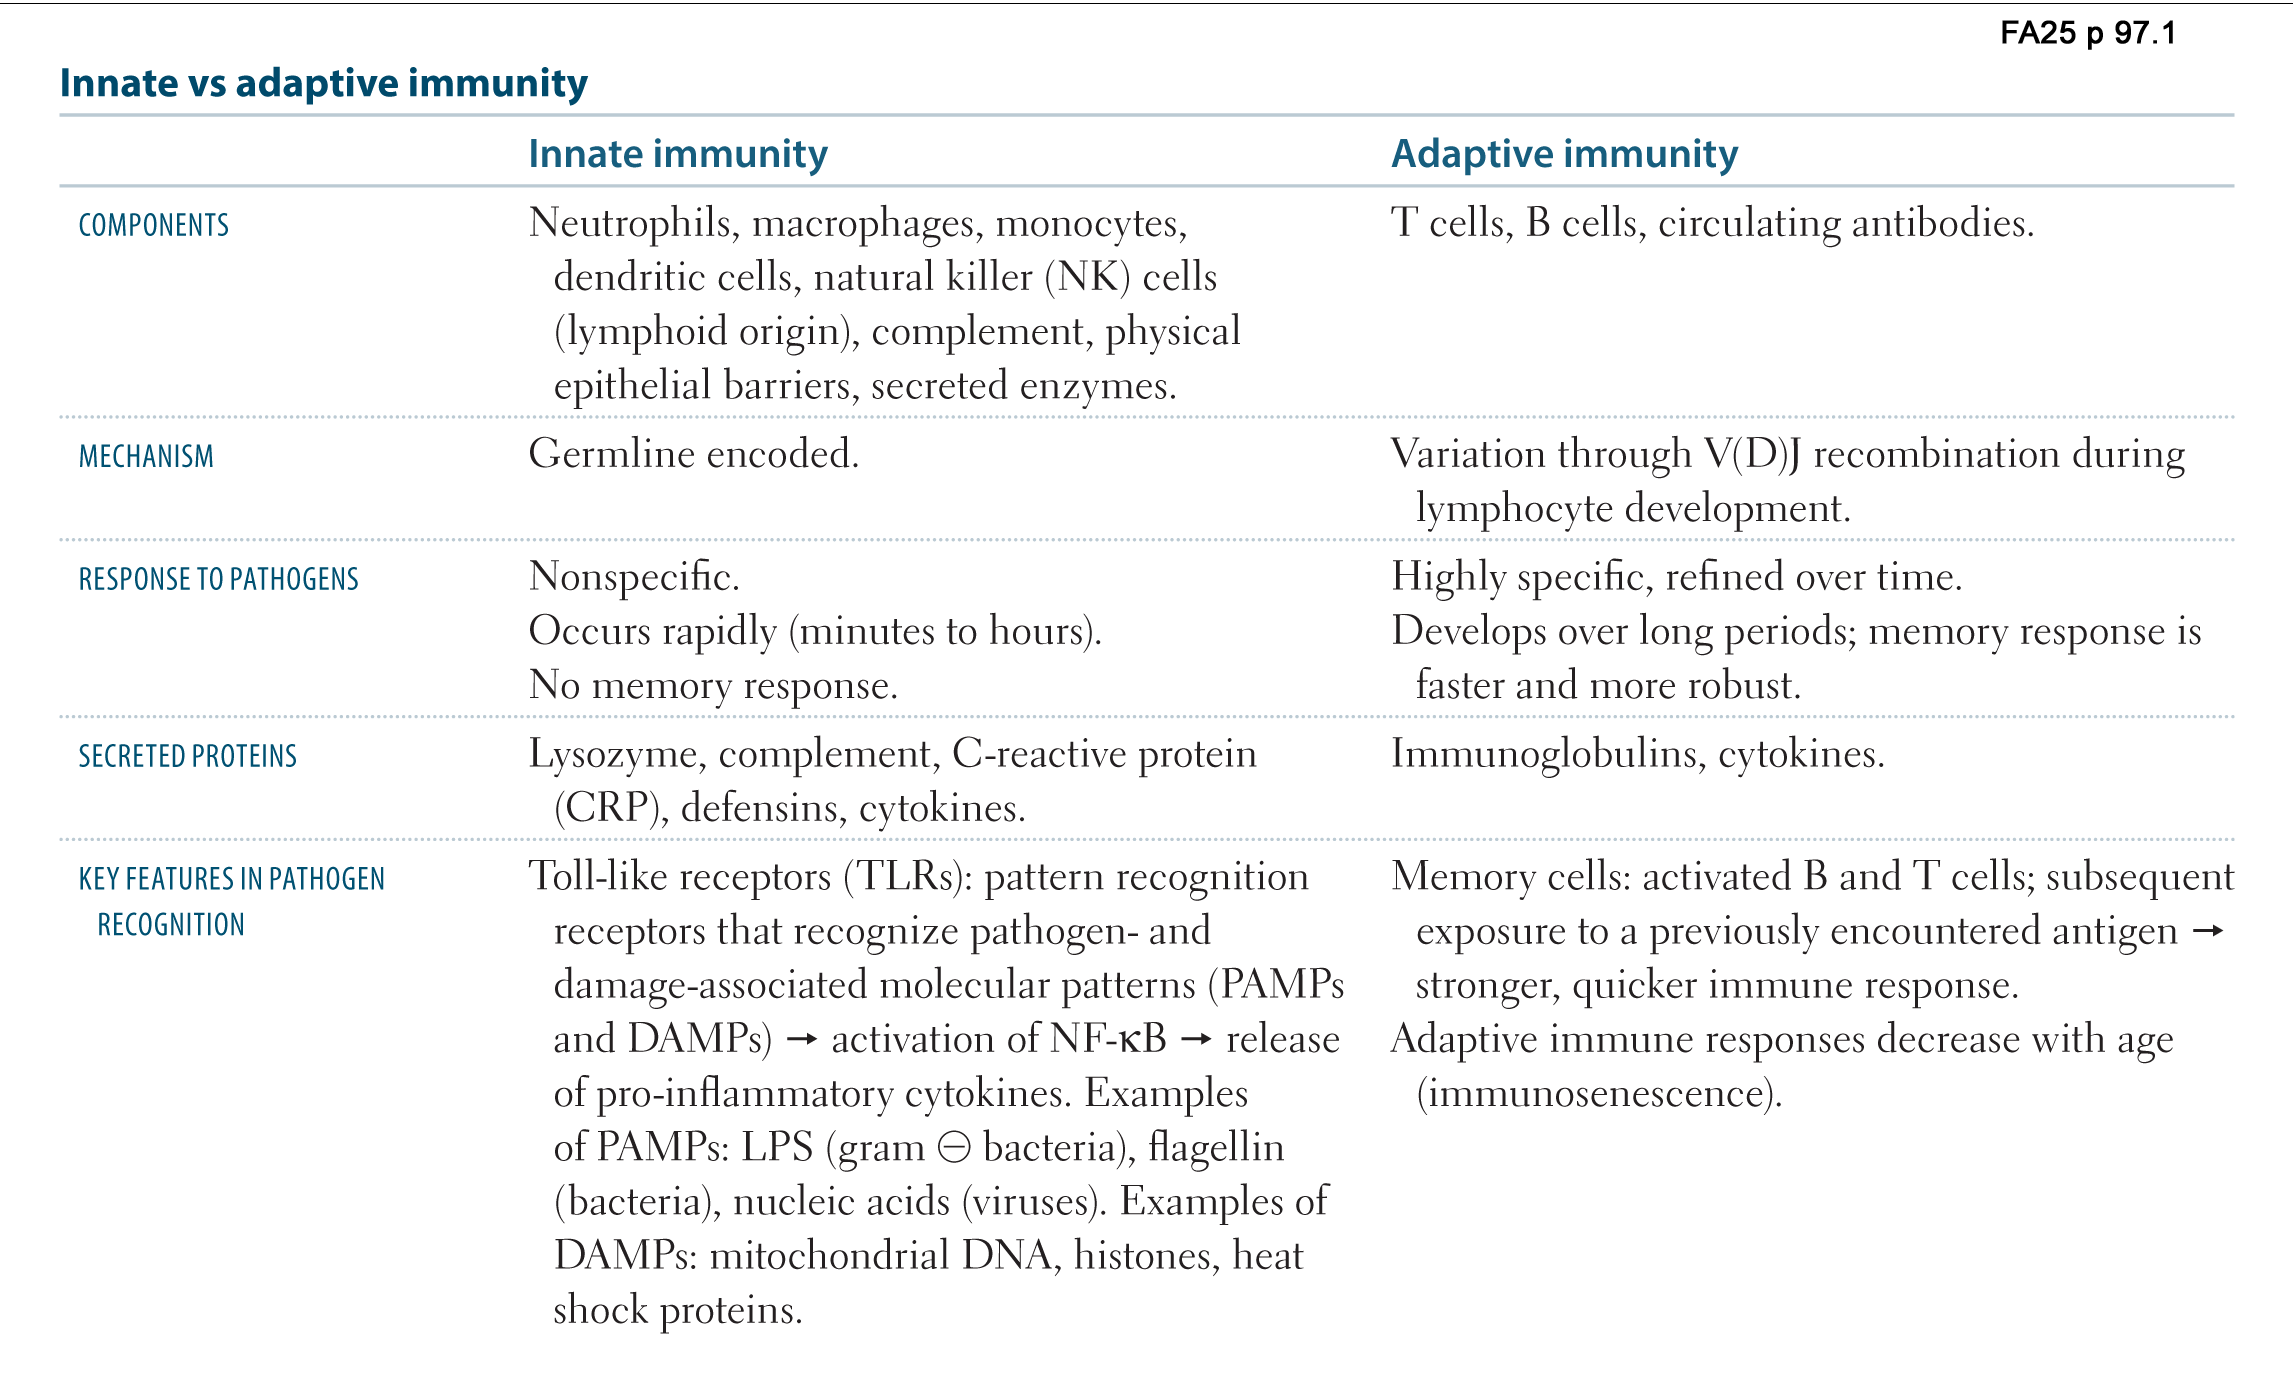 FA25 p 97.1
Innate vs adaptive immunity
Innate immunity Adaptive immunity
COMPONENTS Neutrophils, macrophages, monocytes, T cells, B cells, circulating antibodies.
dendritic cells, natural killer (NK) cells
(lymphoid origin), complement, physical
epithelial barriers, secreted enzymes.
MECHANISM Germline encoded. Variation through V(D)J recombination during
lymphocyte development.
RESPONSE TO PATHOGENS Nonspecific. Highly specific, refined over time.
Occurs rapidly (minutes to hours). Develops over long periods; memory response is
No memory response. faster and more robust.
SECRETED PROTEINS Lysozyme, complement, C-reactive protein Immunoglobulins, cytokines.
(CRP), defensins, cytokines.
KEY FEATURES IN PATHOGEN Toll-like receptors (TLRs): pattern recognition Memory cells: activated B and T cells; subsequent
RECOGNITION receptors that recognize pathogen- and exposure to a previously encountered antigen →
damage-associated molecular patterns (PAMPs stronger, quicker immune response.
and DAMPs) → activation of NF-κB → release Adaptive immune responses decrease with age
of pro-inflammatory cytokines. Examples (immunosenescence).
of PAMPs: LPS (gram ⊖ bacteria), flagellin
(bacteria), nucleic acids (viruses). Examples of
DAMPs: mitochondrial DNA, histones, heat
shock proteins.